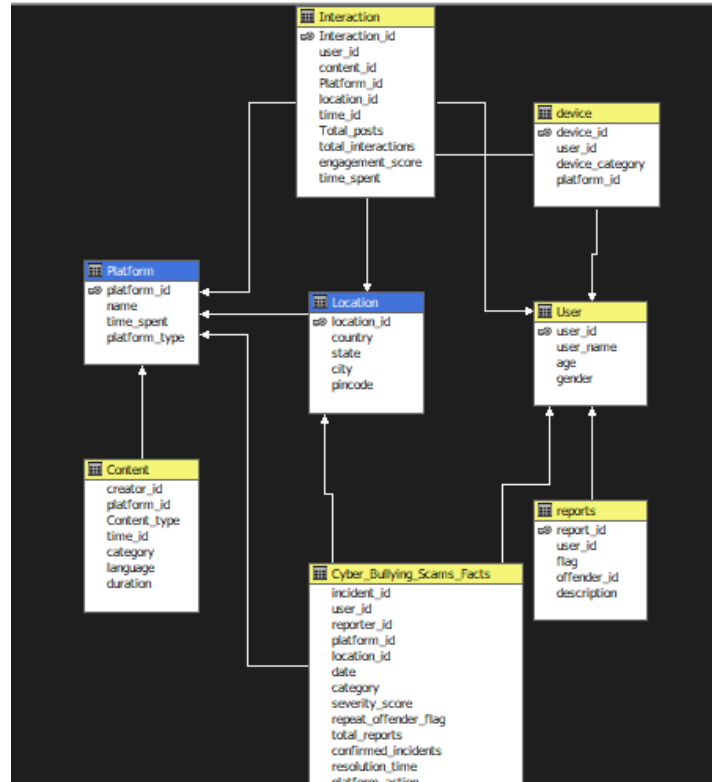 Interaction
Interaction_id
user_id
content_id
Platform_id
location_id
time_id
Total_posts
total_interactions
engagement_score
time_spent
device
device_id
user_id
device_category
platform_id
Platform
platform_id
name
time_spent
platform_type
Location
location_id
country
state
city
pincode
User
user_id
user_name
age
gender
Content
creator_id
platform_id
Content_type
time_id
category
language
duration
reports
report_id
user_id
flag
offender_id
description
Cyber_Bullying_Scams_Facts
incident_id
user_id
reporter_id
platform_id
location_id
date
category
severity_score
repeat_offender_flag
total_reports
confirmed_incidents
resolution_time
platform_action